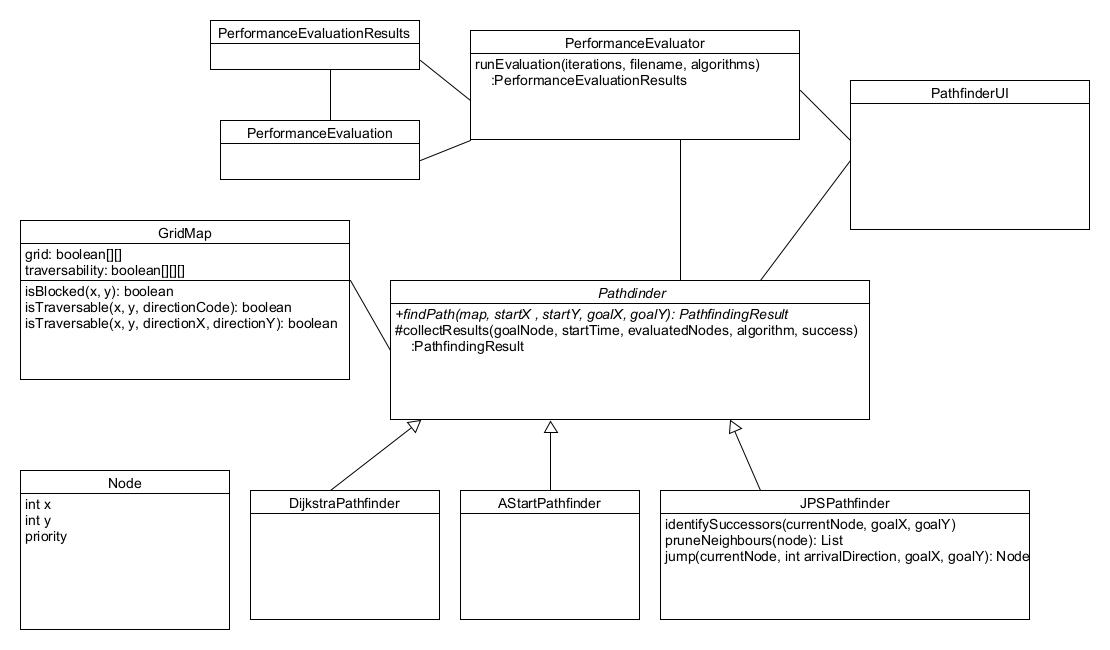 PerformanceEvaluationResults
PerformanceEvaluator
runEvaluation(iterations, filename, algorithms)
:PerformanceEvaluationResults
PathfinderUI
PerformanceEvaluation
GridMap
grid: boolean[][]
traversability: boolean[][][]
isBlocked(x, y): boolean
isTraversable(x, y, directionCode): boolean
isTraversable(x, y, directionX, directionY): boolean
Pathdinder
+findPath(map, startX , startY, goalX, goalY): PathfindingResult
#collectResults(goalNode, startTime, evaluatedNodes, algorithm, success)
:PathfindingResult
Node
int x
int y
priority
DijkstraPathfinder
AStartPathfinder
JPSPathfinder
identifySuccessors(currentNode, goalX, goalY)
pruneNeighbours(node): List
jump(currentNode, int arrivalDirection, goalX, goalY): Node